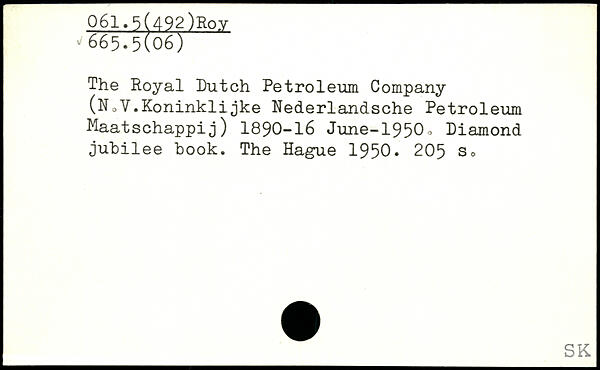 061.5(492)Roy
✓665.5(06)
The Royal Dutch Petroleum Company
(N.V.Koninklijke Nederlandsche Petroleum
Maatschappij) 1890-16 June-1950. Diamond
jubilee book. The Hague 1950. 205 s.
SK